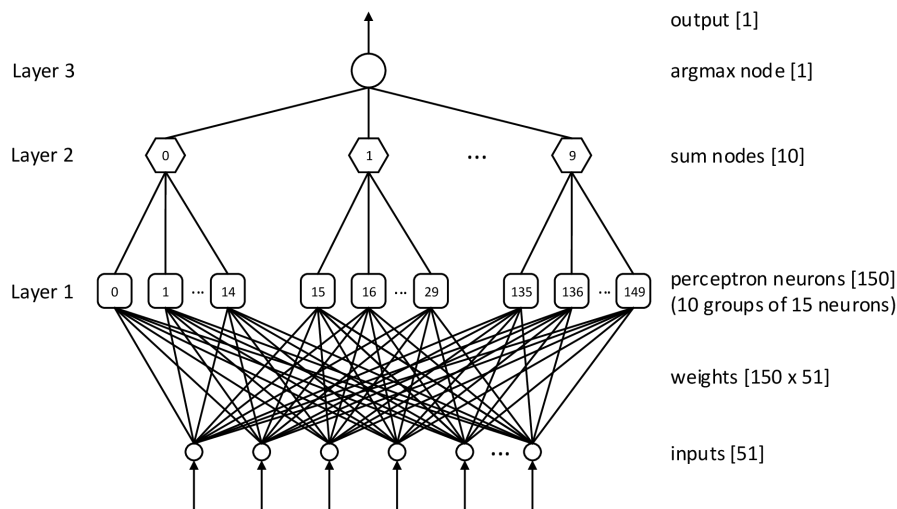 output [1]
Layer 3
argmax node [1]
Layer 2
0
1
...
9
sum nodes [10]
Layer 1
0
1
...
14
15
16
...
29
135
136
...
149
perceptron neurons [150]
(10 groups of 15 neurons)
weights [150 x 51]
...
inputs [51]